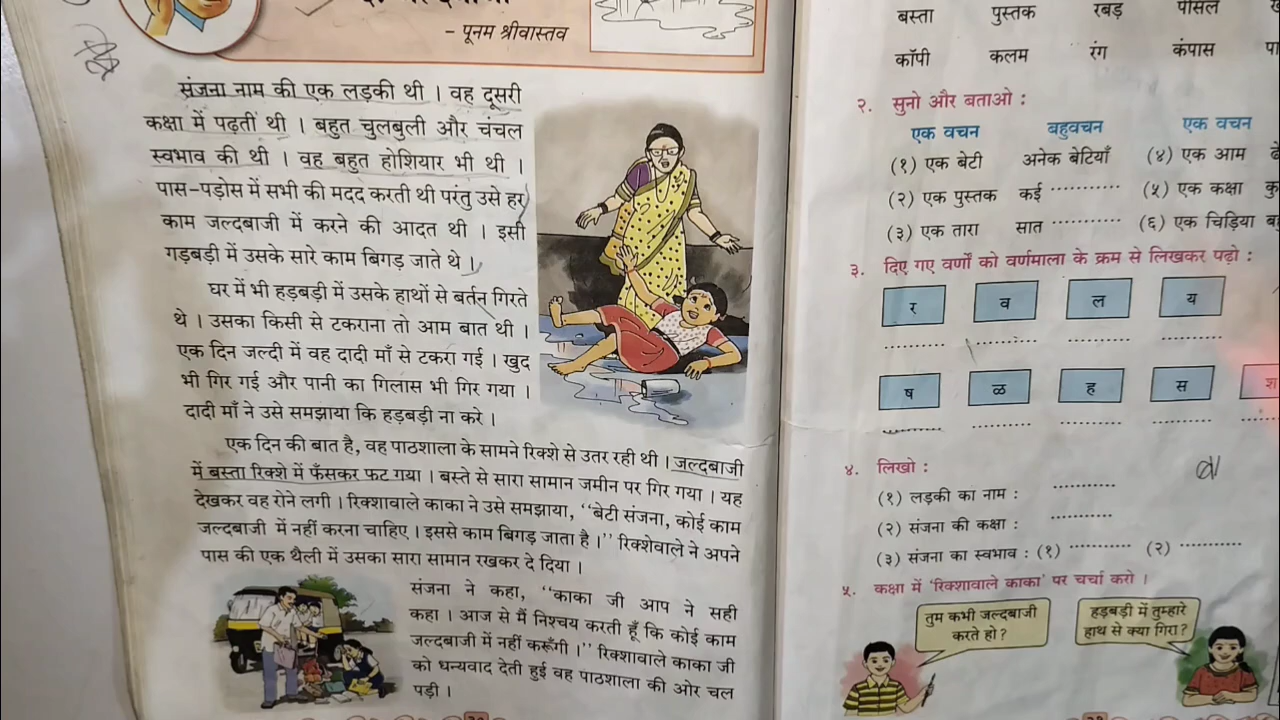 - पूनम श्रीवास्तव
संजना नाम की एक लड़की थी । वह दूसरी
कक्षा में पढ़ती थी । बहुत चुलबुली और चंचल
स्वभाव की थी । वह बहुत होशियार भी थी ।
पास-पड़ोस में सभी की मदद करती थी परंतु उसे हर
काम जल्दबाजी में करने की आदत थी । इसी
गड़बड़ी में उसके सारे काम बिगड़ जाते थे ।
घर में भी हड़बड़ी में उसके हाथों से बर्तन गिरते
थे । उसका किसी से टकराना तो आम बात थी ।
एक दिन जल्दी में वह दादी माँ से टकरा गई । खुद
भी गिर गई और पानी का गिलास भी गिर गया ।
दादी माँ ने उसे समझाया कि हड़बड़ी ना करे ।
एक दिन की बात है, वह पाठशाला के सामने रिक्शे से उतर रही थी । जल्दबाजी
में बस्ता रिक्शे में फँसकर फट गया । बस्ते से सारा सामान जमीन पर गिर गया । यह
देखकर वह रोने लगी । रिक्शावाले काका ने उसे समझाया, ‘‘बेटी संजना, कोई काम
जल्दबाजी में नहीं करना चाहिए । इससे काम बिगड़ जाता है ।’’ रिक्शेवाले ने अपने
पास की एक थैली में उसका सारा सामान रखकर दे दिया ।
संजना ने कहा, ‘‘काका जी आप ने सही
कहा । आज से मैं निश्चय करती हूँ कि कोई काम
जल्दबाजी में नहीं करूँगी ।’’ रिक्शावाले काका जी
को धन्यवाद देती हुई वह पाठशाला की ओर चल
पड़ी ।
बस्ता पुस्तक रबड़ पेंसिल
कॉपी कलम रंग कंपास
२. सुनो और बताओ :
एक वचन बहुवचन एक वचन
(१) एक बेटी अनेक बेटियाँ (४) एक आम
(२) एक पुस्तक कई ........... (५) एक कक्षा
(३) एक तारा सात ........... (६) एक चिड़िया
३. दिए गए वर्णों को वर्णमाला के क्रम से लिखकर पढ़ो :
र व ल य
ष ळ ह स श
४. लिखो :
(१) लड़की का नाम : ...........
(२) संजना की कक्षा : ...........
(३) संजना का स्वभाव : (१) ........... (२) ...........
५. कक्षा में ‘रिक्शावाले काका’ पर चर्चा करो ।
तुम कभी जल्दबाजी
करते हो?
हड़बड़ी में तुम्हारे
हाथ से क्या गिरा?